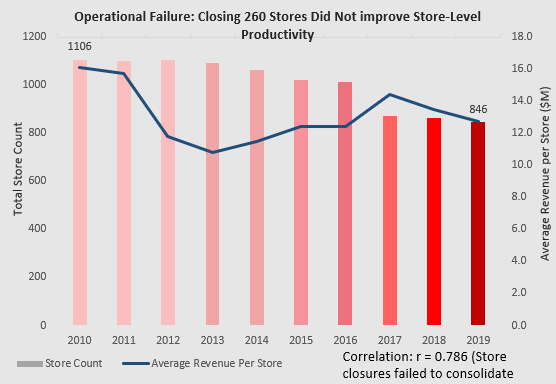 Operational Failure: Closing 260 Stores Did Not improve Store-Level
Productivity
1200
1000
800
600
400
200
0
Total Store Count
1106
846
18.0
16.0
14.0
12.0
10.0
8.0
6.0
4.0
2.0
0.0
Average Revenue per Store ($M)
2010 2011 2012 2013 2014 2015 2016 2017 2018 2019
Store Count Average Revenue Per Store
Correlation: r = 0.786 (Store
closures failed to consolidate